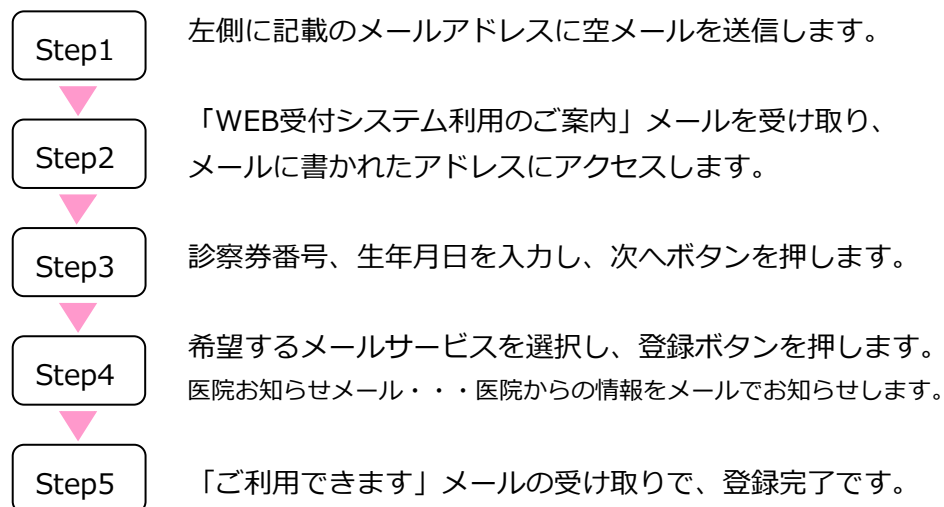 Step1
左側に記載のメールアドレスに空メールを送信します。
Step2
「WEB受付システム利用のご案内」メールを受け取り、
メールに書かれたアドレスにアクセスします。
Step3
診察券番号、生年月日を入力し、次へボタンを押します。
Step4
希望するメールサービスを選択し、登録ボタンを押します。
医院お知らせメール・・・医院からの情報をメールでお知らせします。
Step5
「ご利用できます」メールの受け取りで、登録完了です。